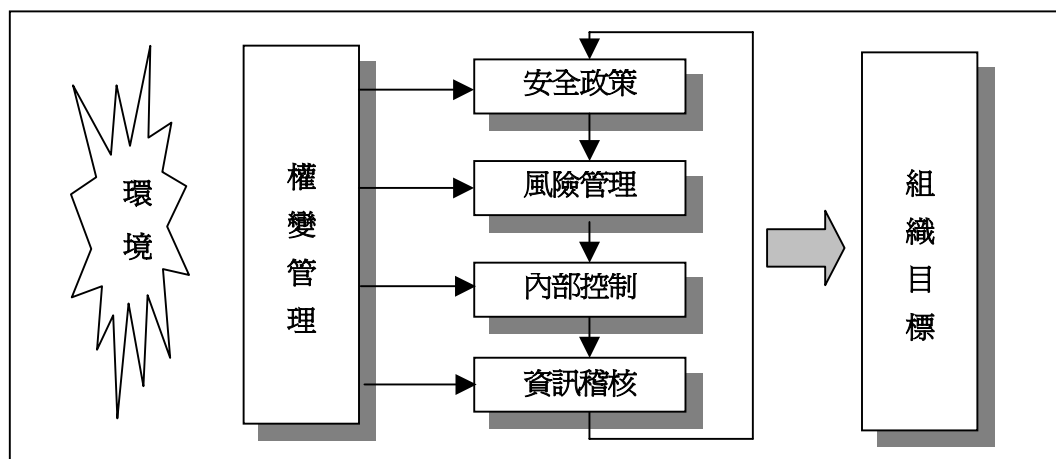 環境
權變管理
安全政策
風險管理
內部控制
資訊稽核
組織目標